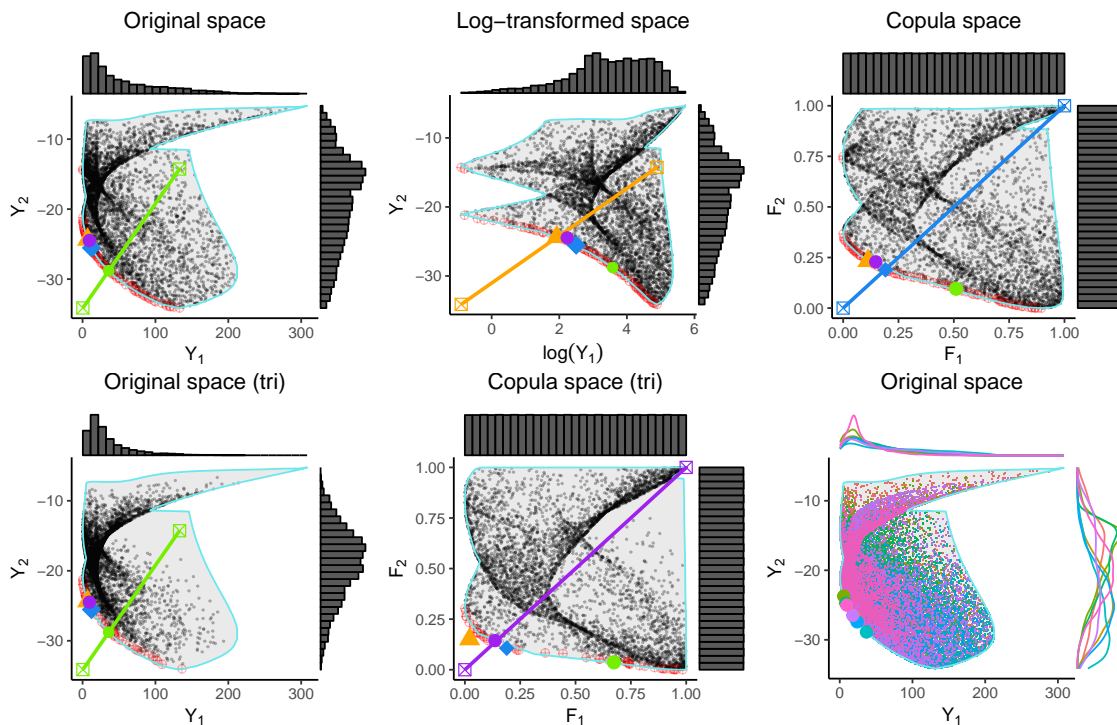 Original space
Log−transformed space
Copula space
−10
−20
−30
Y2
0 100 200 300
Y1
−10
−20
−30
Y2
0 2 4 6
log(Y1)
1.00
0.75
0.50
0.25
0.00
F2
0.00 0.25 0.50 0.75 1.00
F1
Original space (tri)
Copula space (tri)
Original space
−10
−20
−30
Y2
0 100 200 300
Y1
1.00
0.75
0.50
0.25
0.00
F2
0.00 0.25 0.50 0.75 1.00
F1
−10
−20
−30
Y2
0 100 200 300
Y1